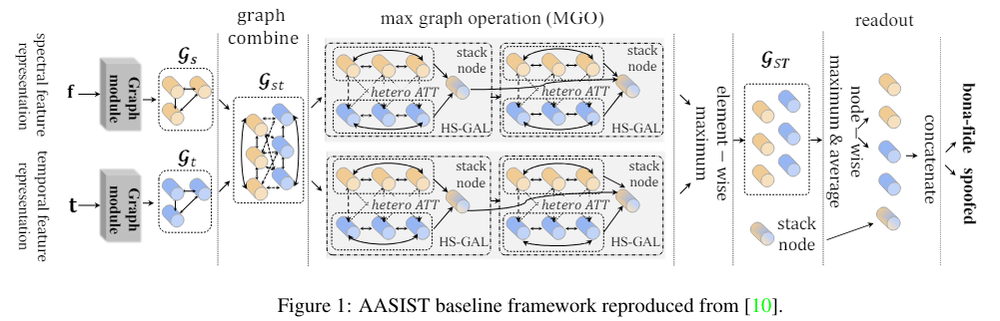 graph
combine
max graph operation (MGO)
readout
spectral feature
representation
f
Graph
module
𝓖s
temporal feature
representation
t
Graph
module
𝓖t
𝓖st
stack
node
hetero ATT
HS-GAL
stack
node
hetero ATT
HS-GAL
stack
node
hetero ATT
HS-GAL
stack
node
hetero ATT
HS-GAL
element – wise
maximum
𝓖ST
stack
node
node – wise
maximum & average
concatenate
bona-fide
spoofed
Figure 1: AASIST baseline framework reproduced from [10].